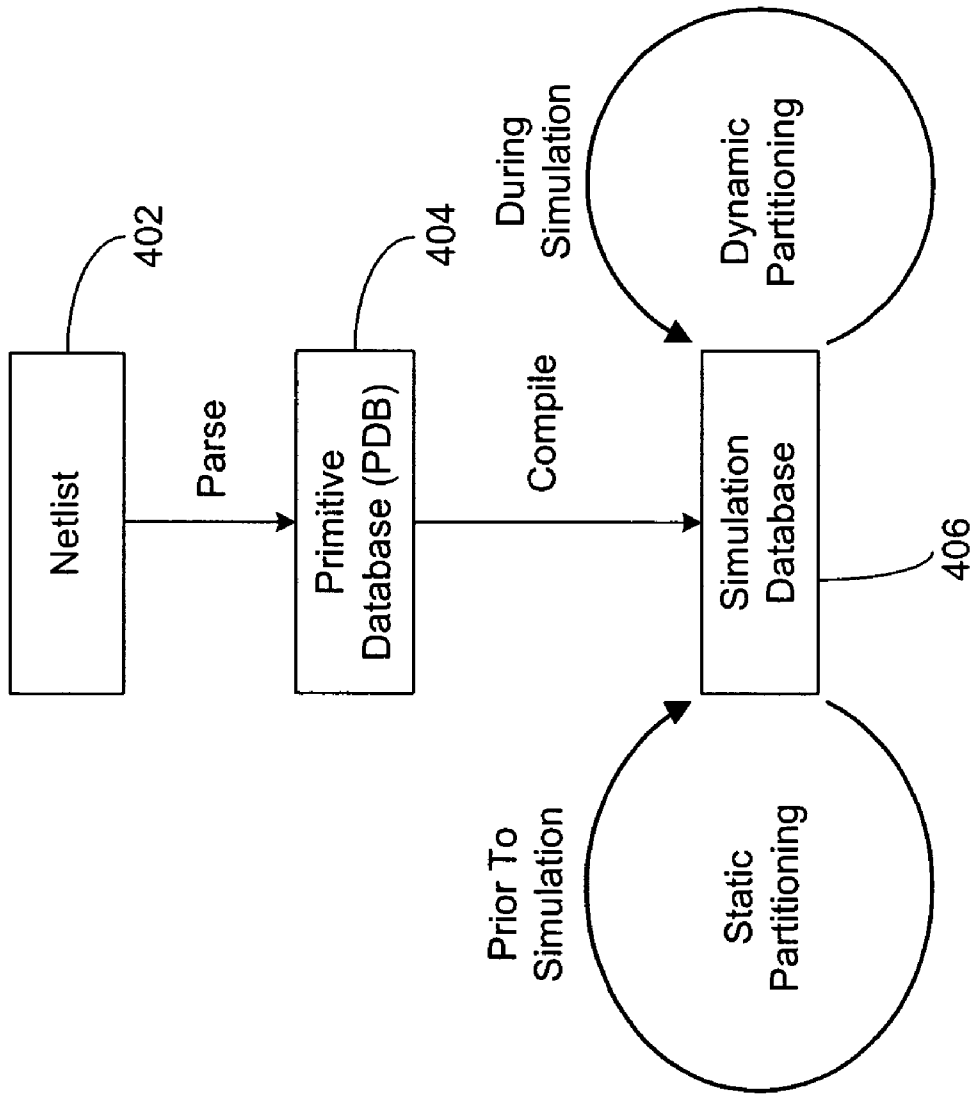 Netlist
402
Parse
Primitive
Database (PDB)
404
Compile
Prior To
Simulation
During
Simulation
Static
Partitioning
Simulation
Database
406
Dynamic
Partitioning